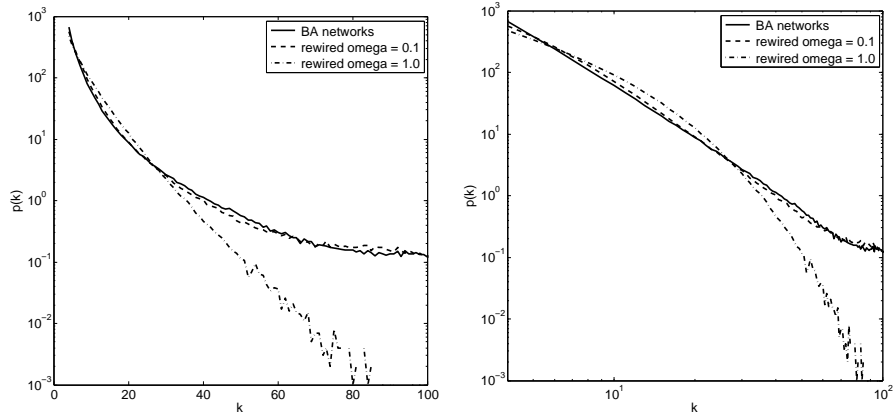 10^3
10^2
10^1
10^0
10^-1
10^-2
10^-3
p(k)
0
20
40
60
80
100
k
BA networks
rewired omega = 0.1
rewired omega = 1.0
10^3
10^2
10^1
10^0
10^-1
10^-2
10^-3
p(k)
10^1
10^2
k
BA networks
rewired omega = 0.1
rewired omega = 1.0